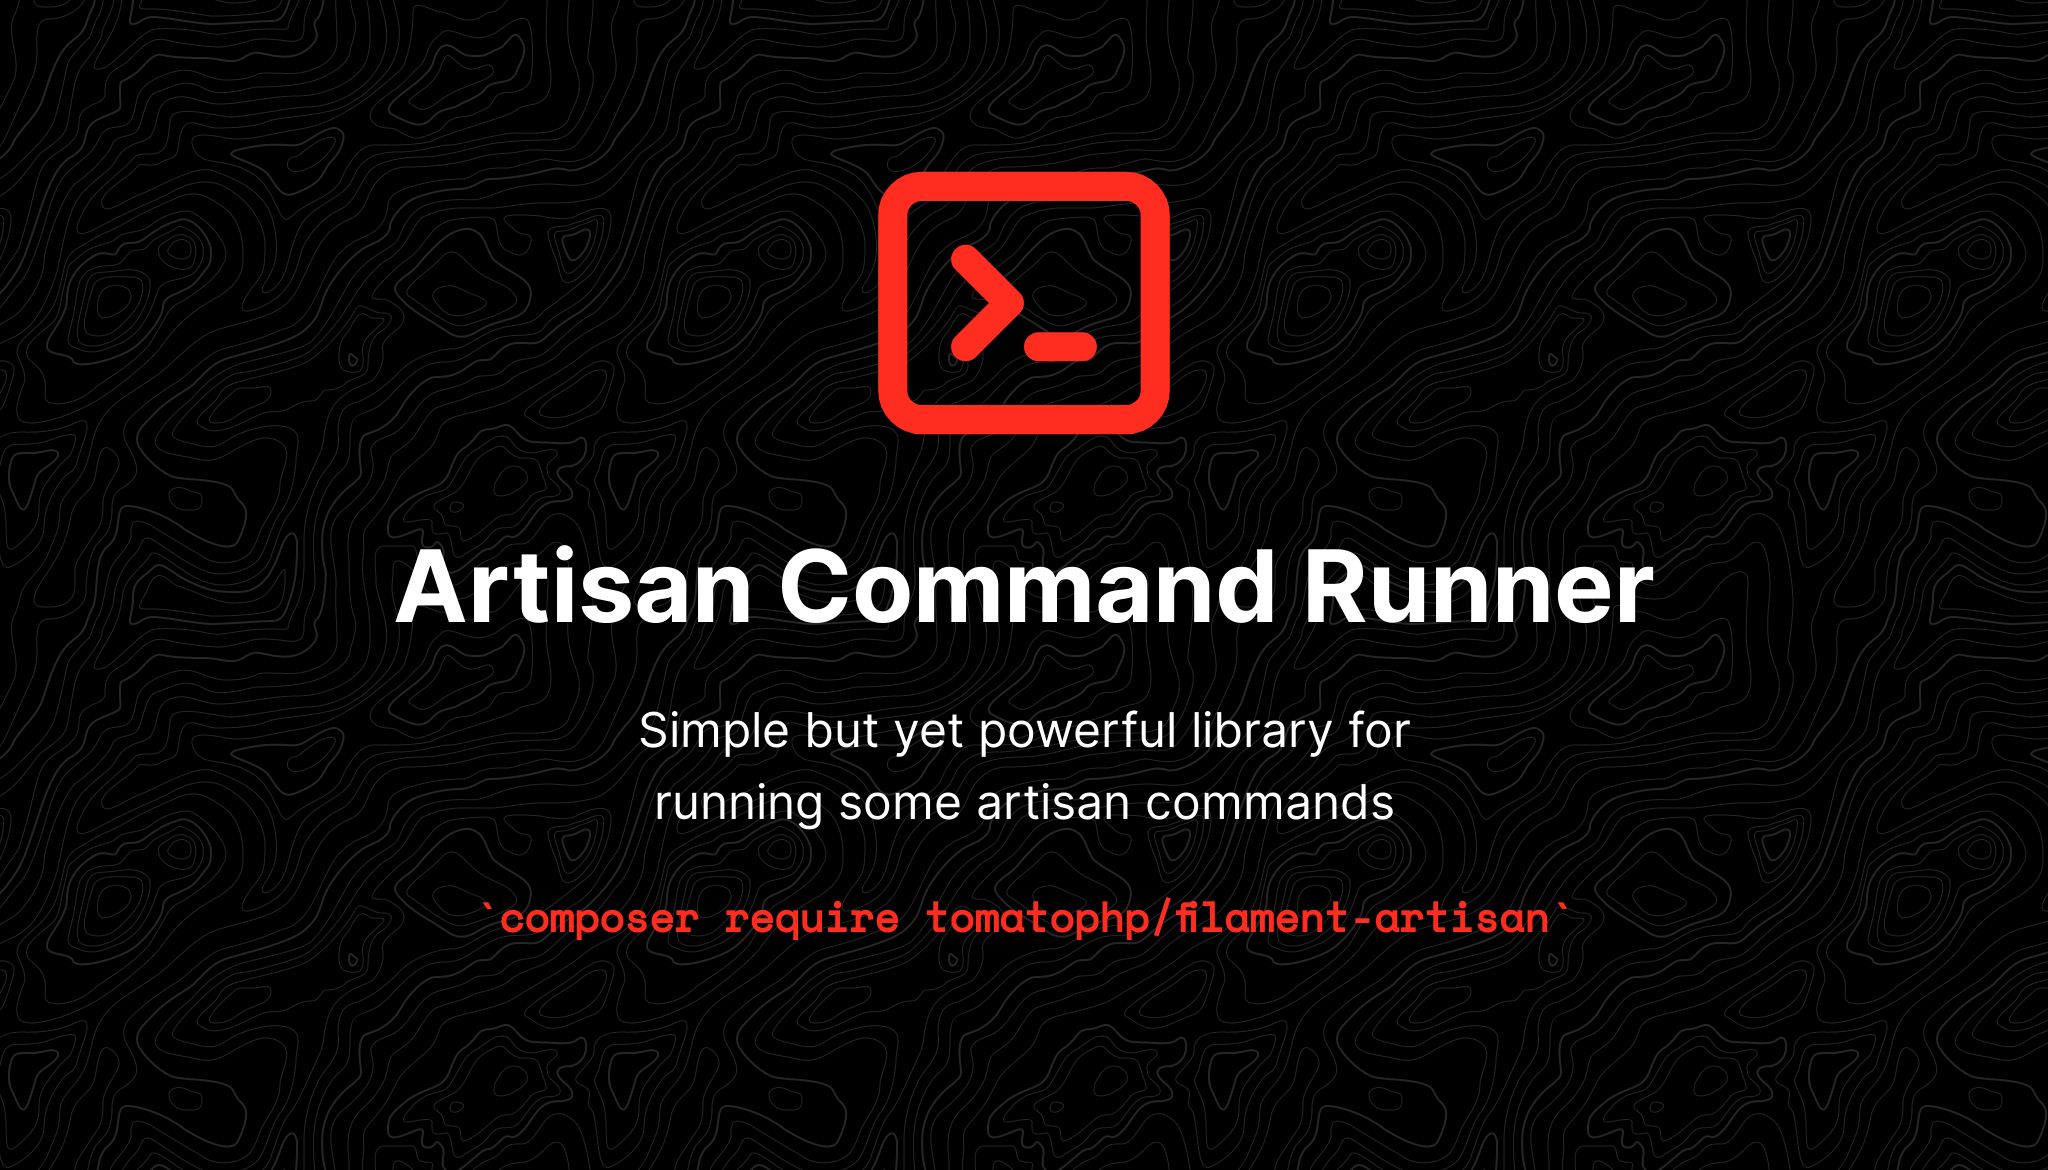 Artisan Command Runner
Simple but yet powerful library for
running some artisan commands
`composer require tomatophp/filament-artisan`